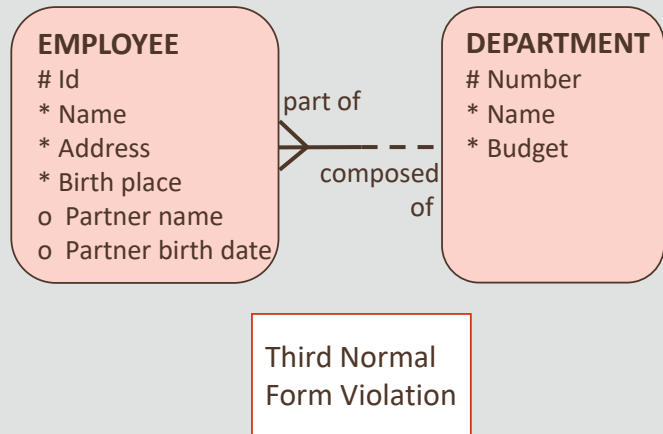 EMPLOYEE
# Id
* Name
* Address
* Birth place
o Partner name
o Partner birth date
part of
composed
of
DEPARTMENT
# Number
* Name
* Budget
Third Normal
Form Violation